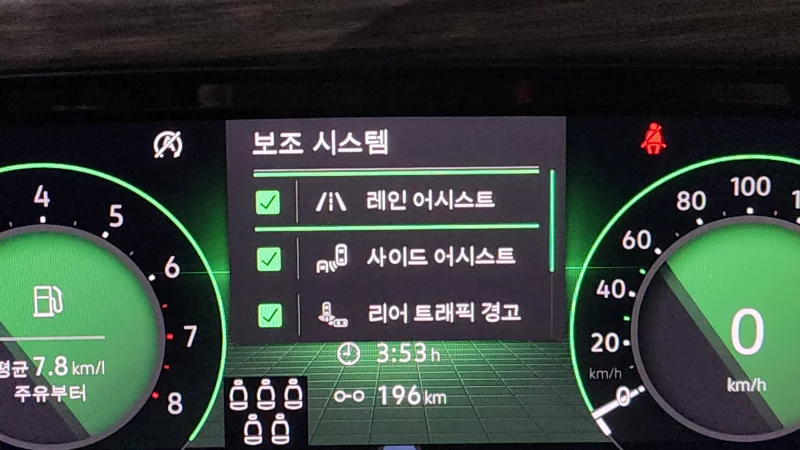 보조 시스템
레인 어시스트
사이드 어시스트
리어 트래픽 경고
3:53 h
196 km
4
5
6
7
8
평균 7.8 km/l
주유부터
100
80
60
40
20
0
km/h
0
km/h